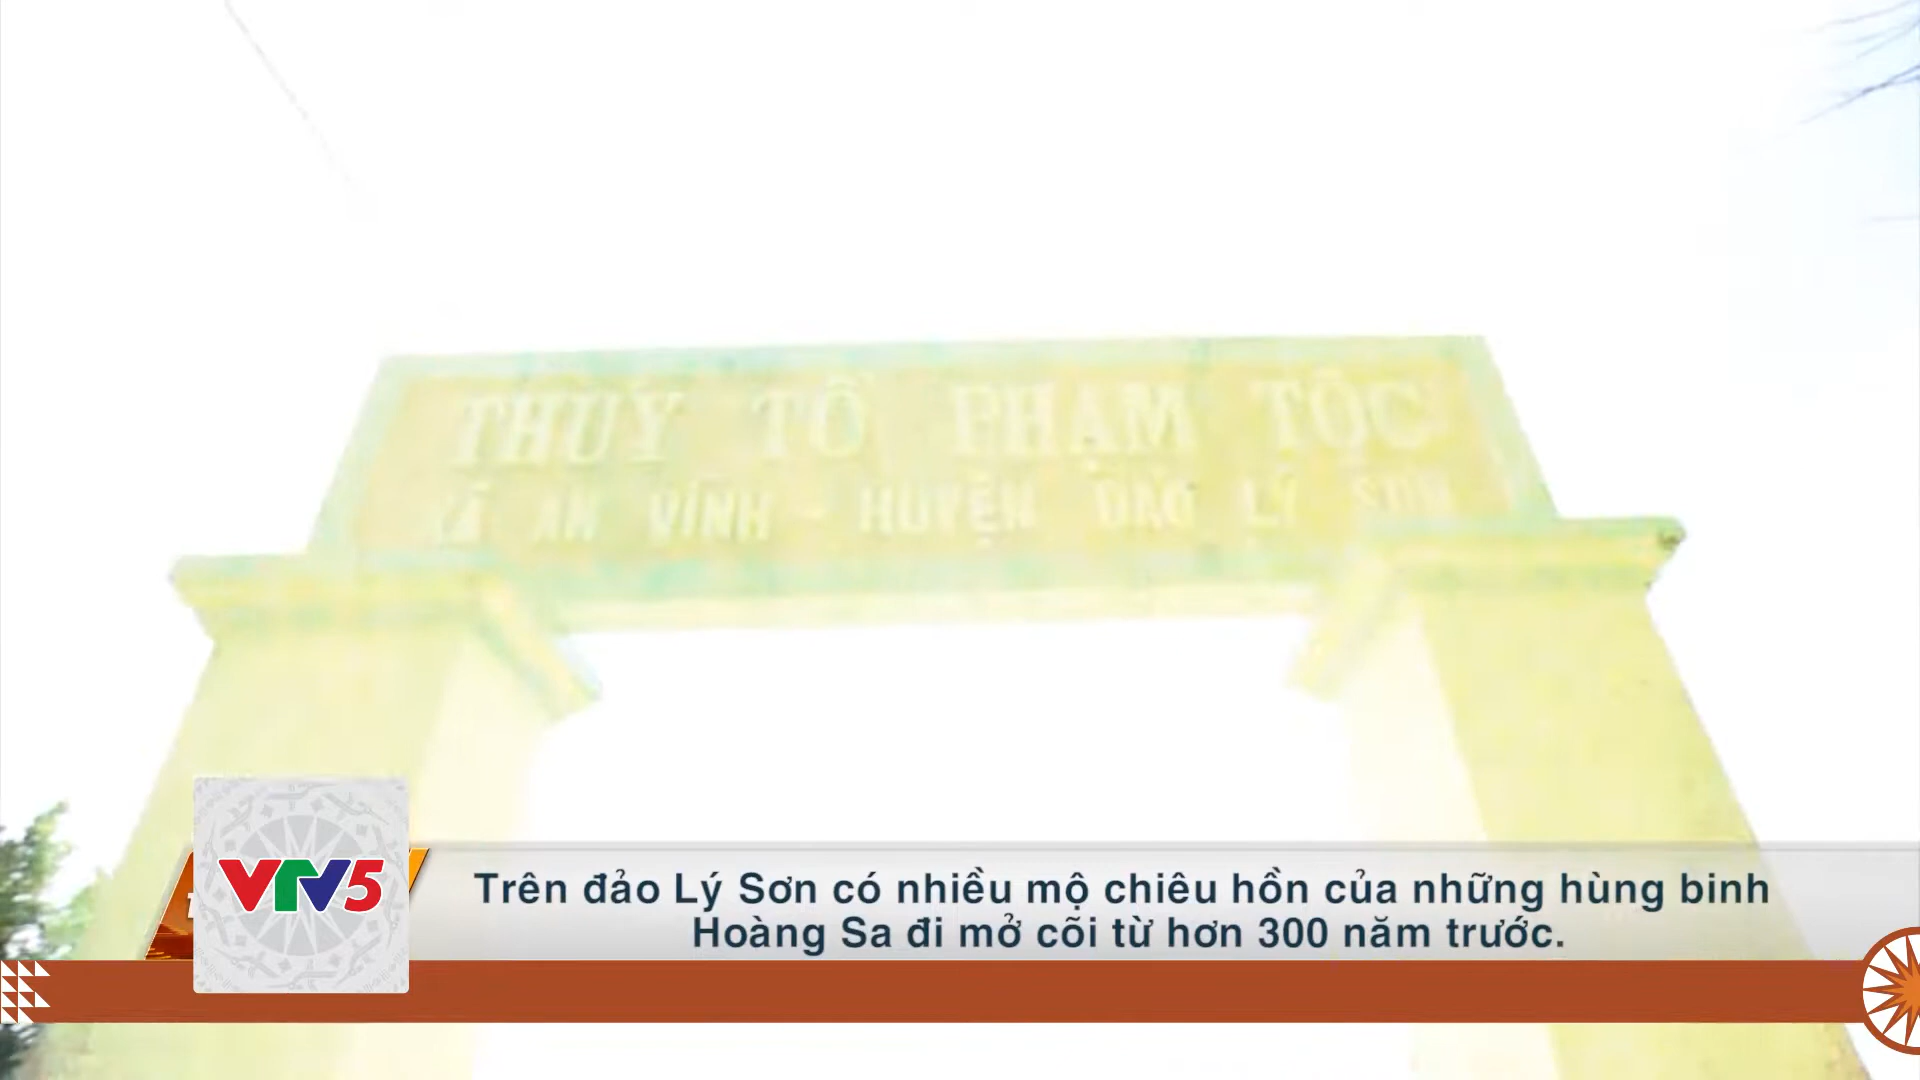 THUỶ TỔ PHẠM TỘC
XÃ AN VĨNH - HUYỆN ĐẢO LÝ SƠN
VTV5
Trên đảo Lý Sơn có nhiều mộ chiêu hồn của những hùng binh
Hoàng Sa đi mở cõi từ hơn 300 năm trước.